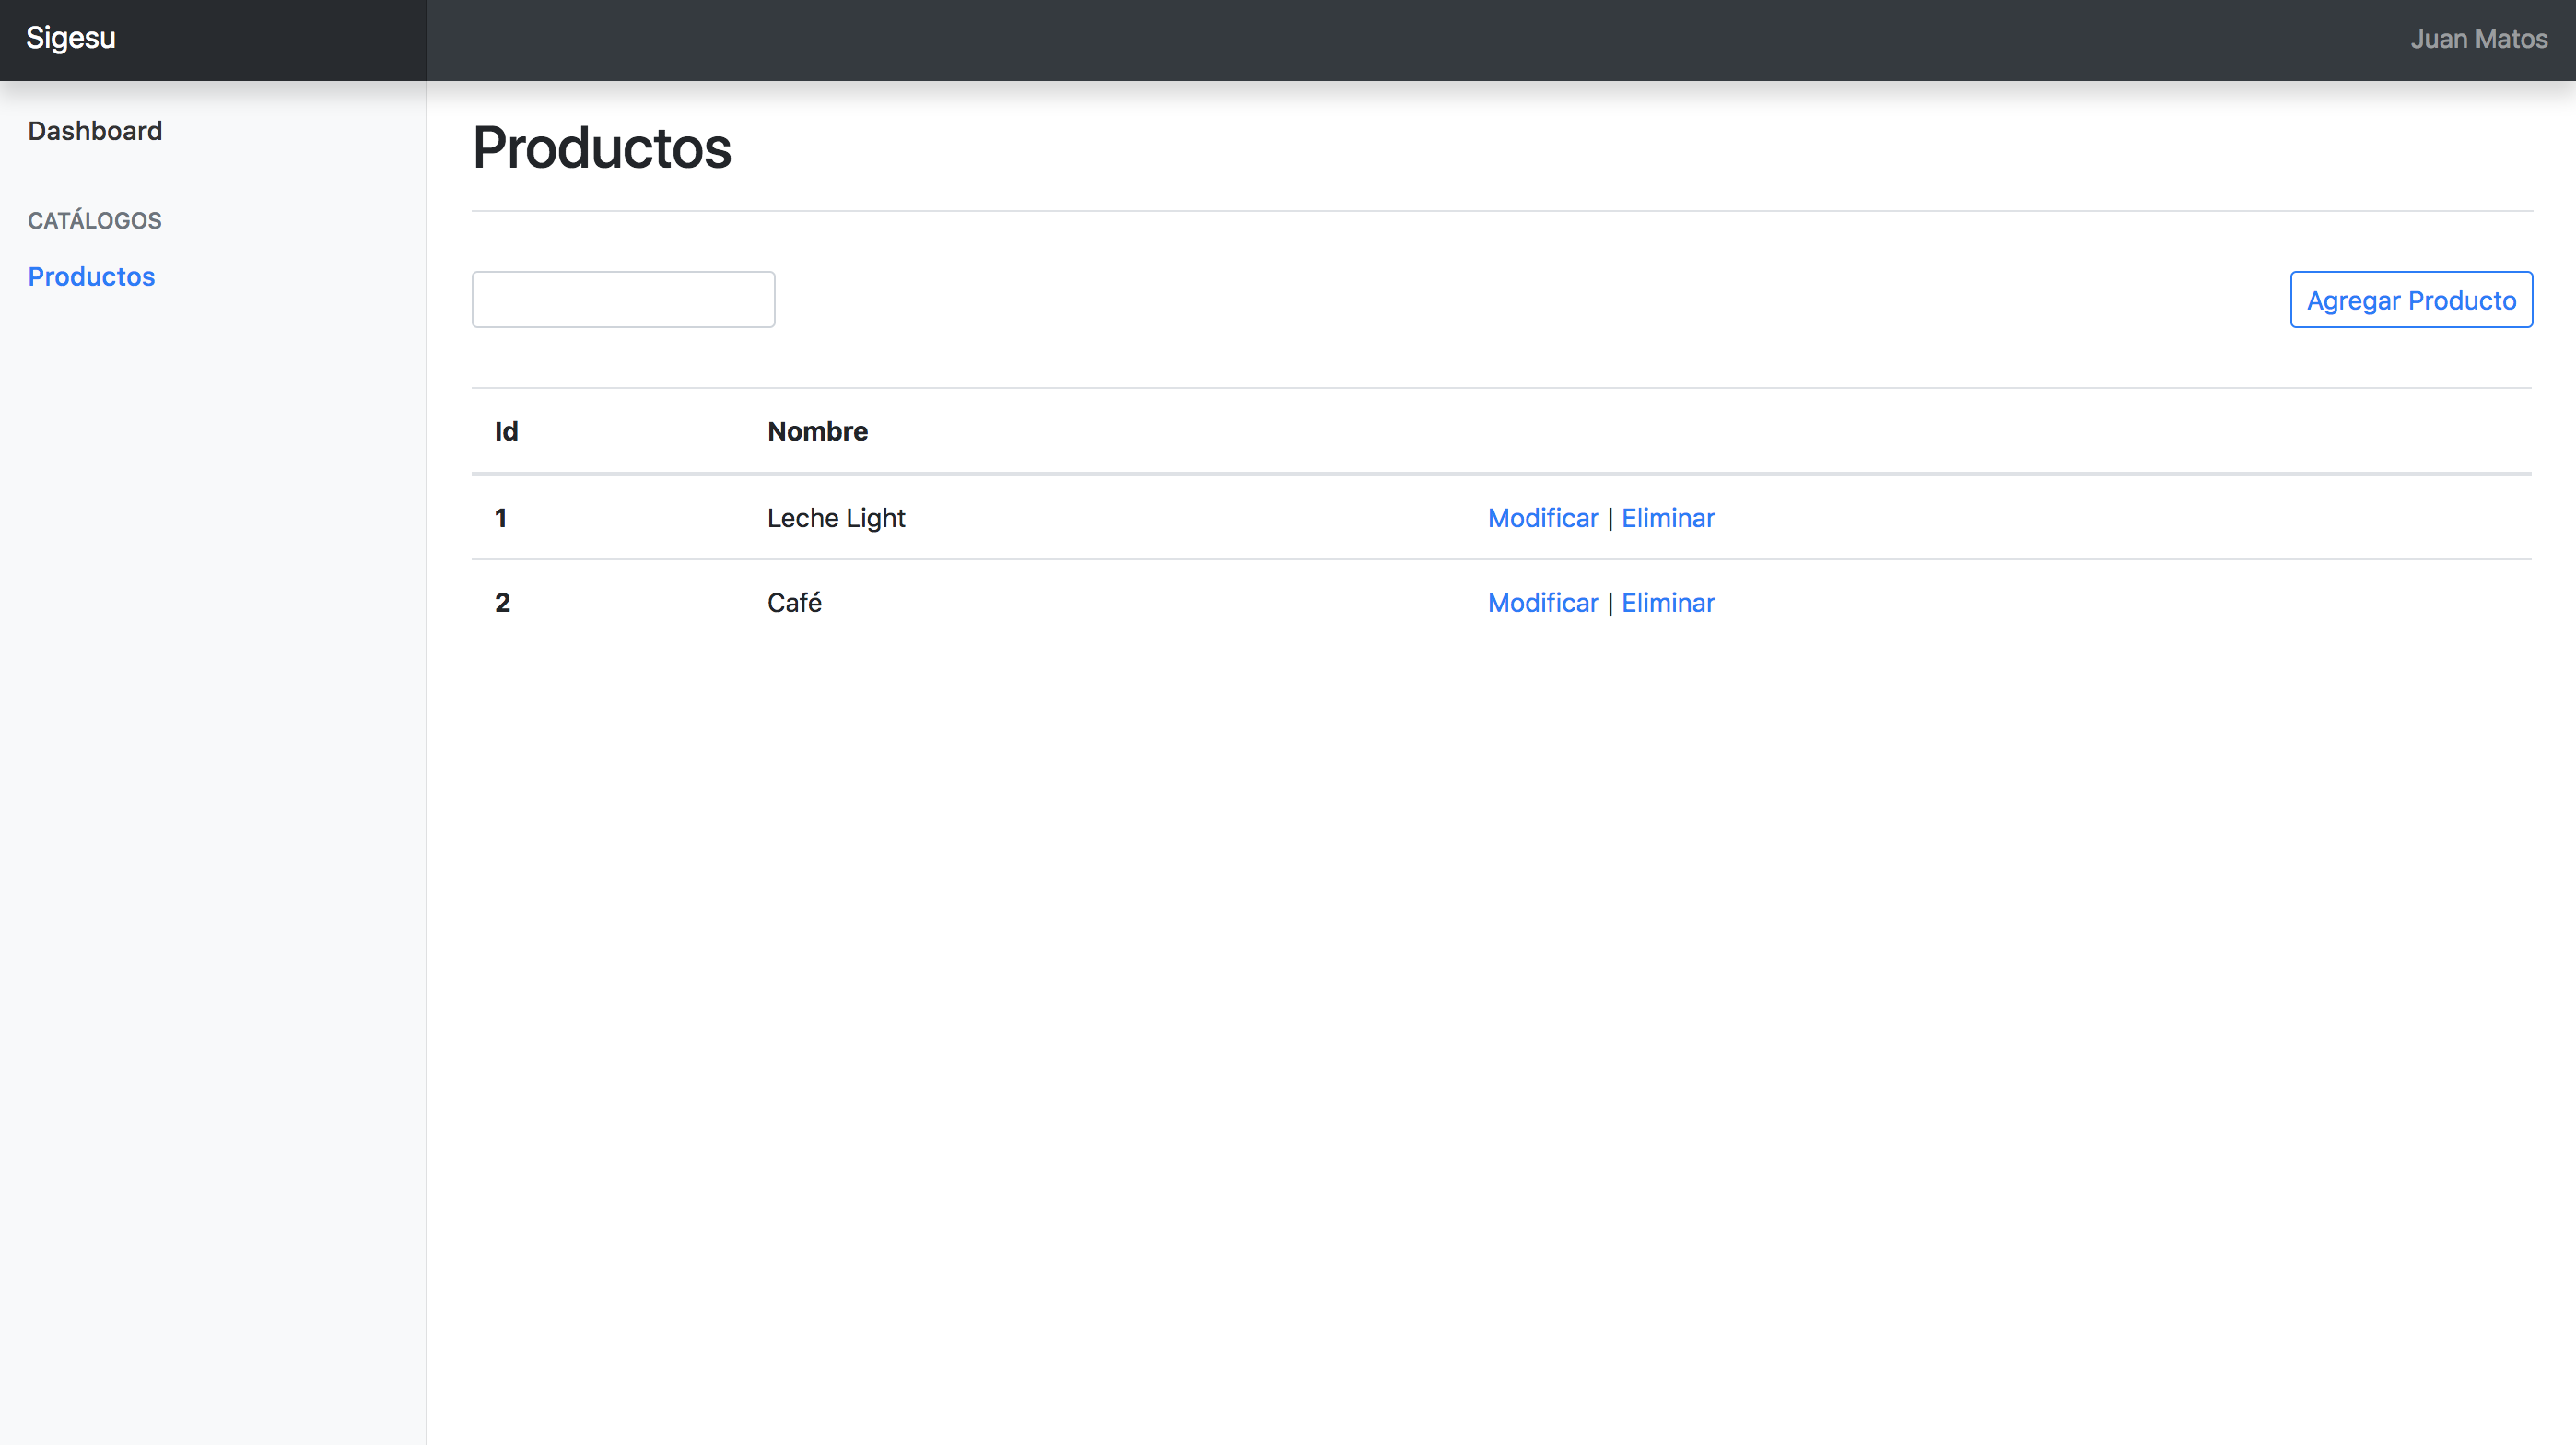 Sigesu
Juan Matos
Dashboard
CATÁLOGOS
Productos
Productos
Agregar Producto
Id Nombre
1 Leche Light Modificar | Eliminar
2 Café Modificar | Eliminar